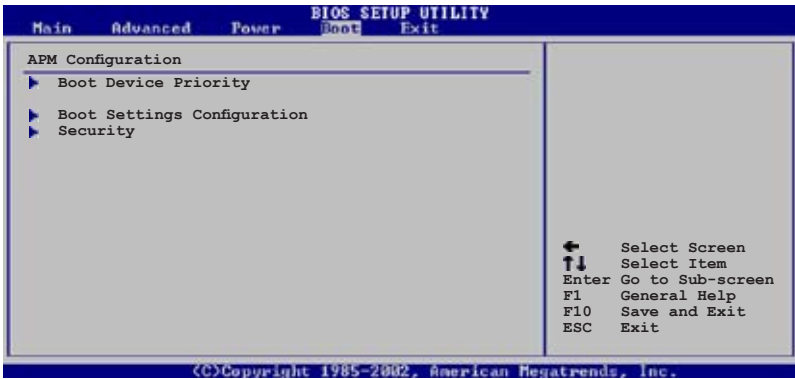 BIOS SETUP UTILITY
Main Advanced Power Boot Exit
APM Configuration
Boot Device Priority
Boot Settings Configuration
Security
Select Screen
↑↓ Select Item
Enter Go to Sub-screen
F1 General Help
F10 Save and Exit
ESC Exit
(C)Copyright 1985-2002, American Megatrends, Inc.